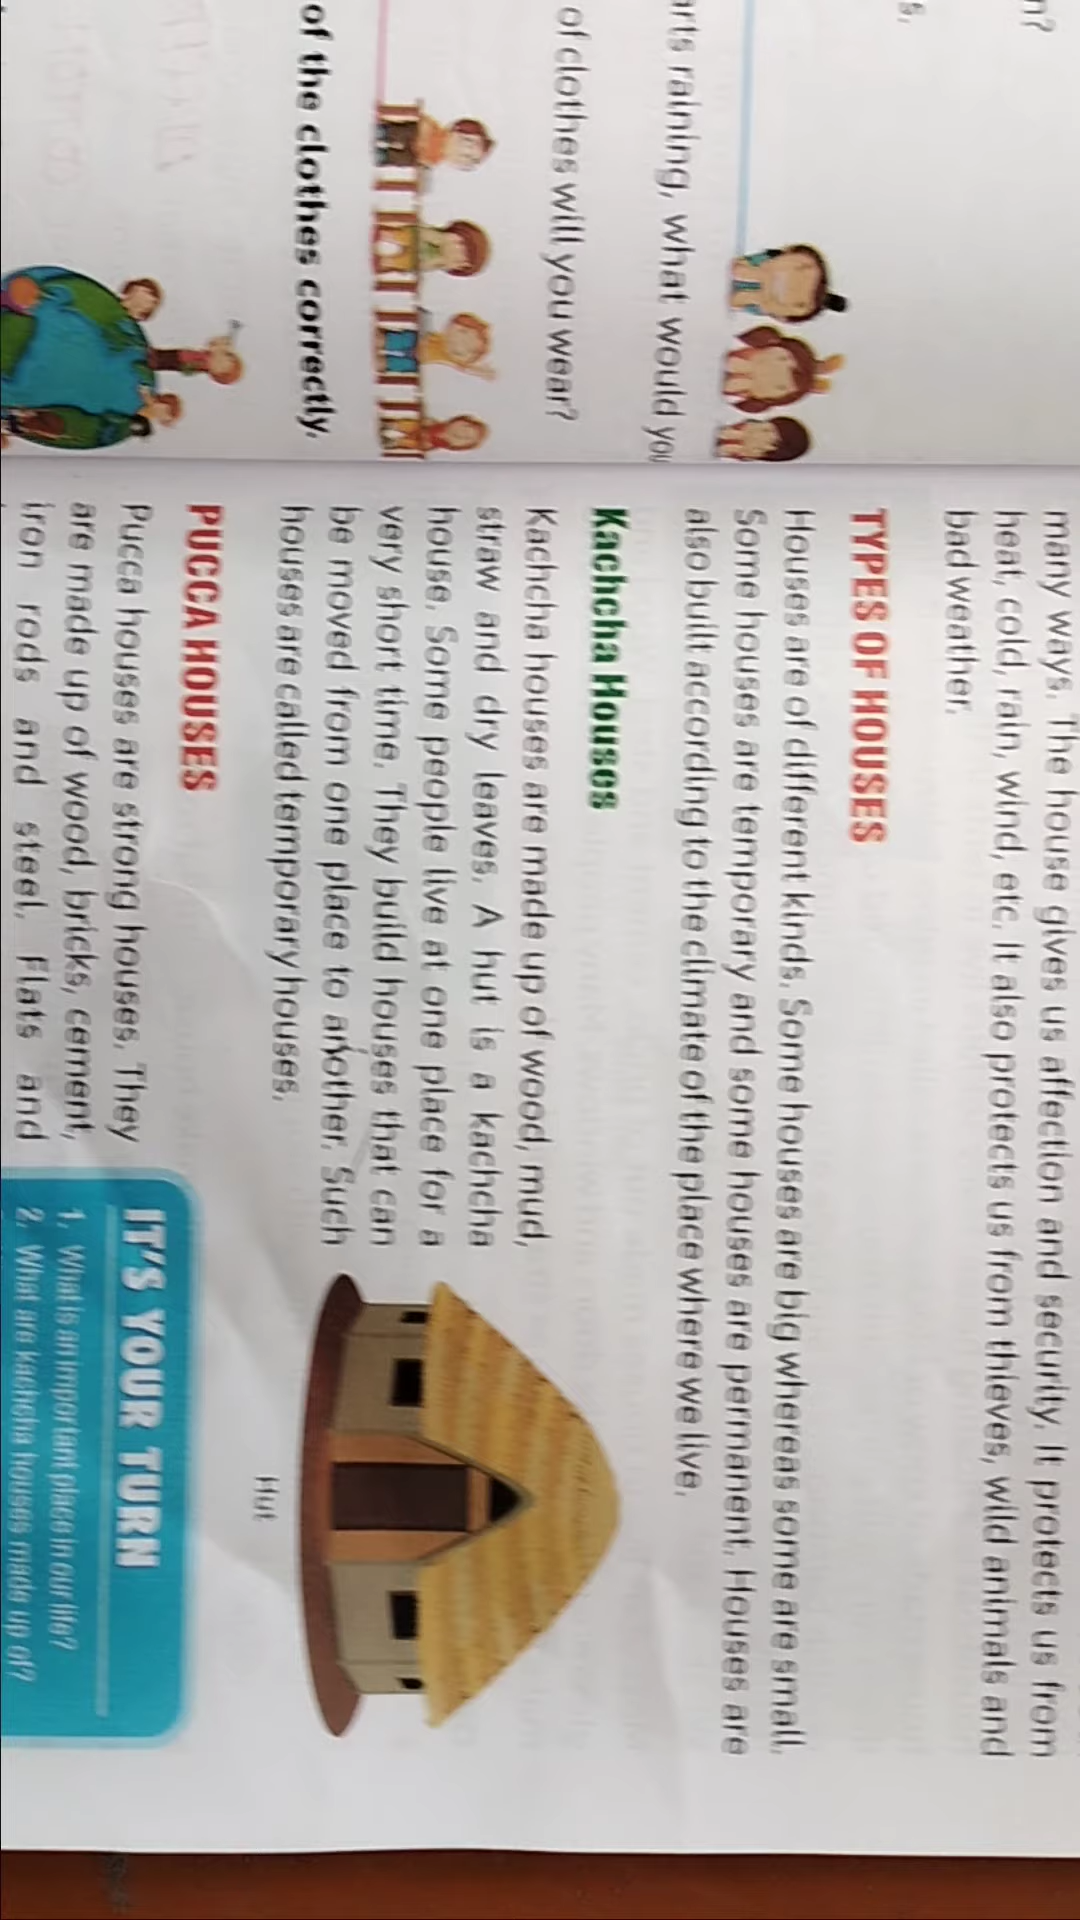 n?
s,
arts raining, what would you
of clothes will you wear?
of the clothes correctly.
many ways. The house gives us affection and security. It protects us from
heat, cold, rain, wind, etc. It also protects us from thieves, wild animals and
bad weather.
TYPES OF HOUSES
Houses are of different kinds. Some houses are big whereas some are small.
Some houses are temporary and some houses are permanent. Houses are
also built according to the climate of the place where we live.
Kachcha Houses
Kachcha houses are made up of wood, mud,
straw and dry leaves. A hut is a kachcha
house. Some people live at one place for a
very short time. They build houses that can
be moved from one place to another. Such
houses are called temporary houses.
Hut
PUCCA HOUSES
Pucca houses are strong houses. They
are made up of wood, bricks, cement,
iron rods and steel. Flats and
IT'S YOUR TURN
1. What is an important place in our life?
2. What are kachcha houses made up of?